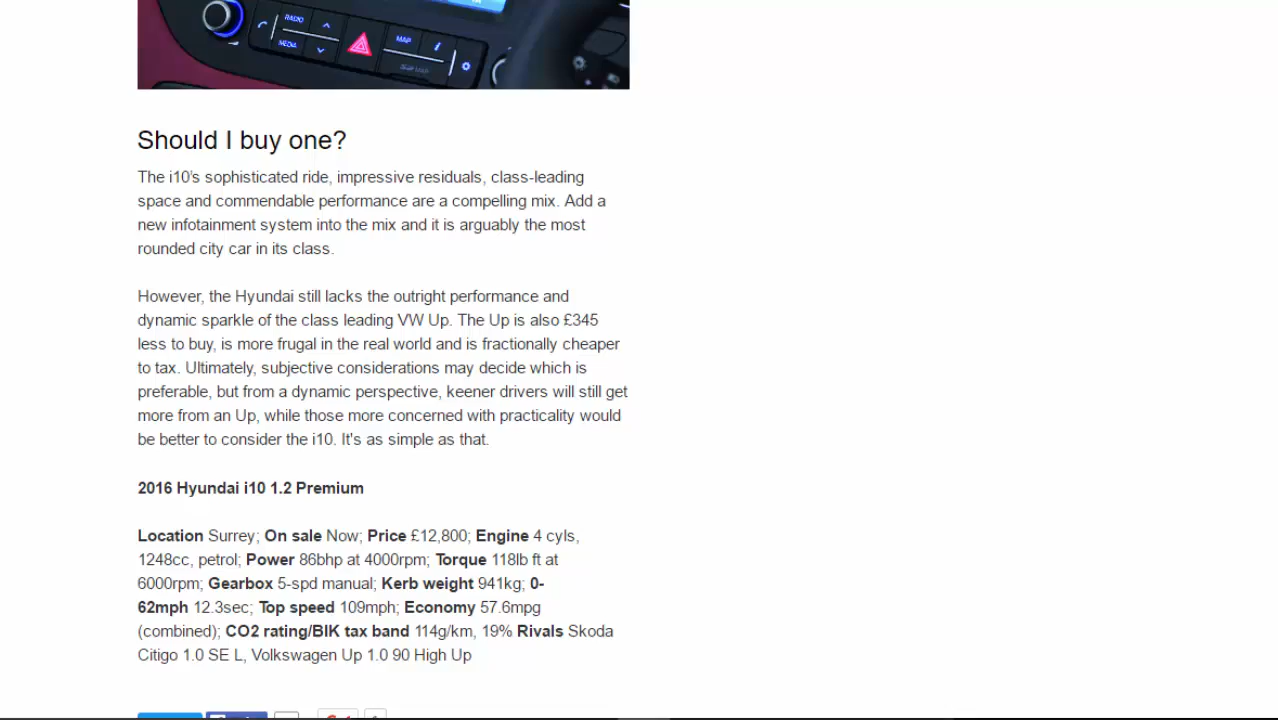 RADIO
MAP
MEDIA
Should I buy one?
The i10's sophisticated ride, impressive residuals, class-leading
space and commendable performance are a compelling mix. Add a
new infotainment system into the mix and it is arguably the most
rounded city car in its class.
However, the Hyundai still lacks the outright performance and
dynamic sparkle of the class leading VW Up. The Up is also £345
less to buy, is more frugal in the real world and is fractionally cheaper
to tax. Ultimately, subjective considerations may decide which is
preferable, but from a dynamic perspective, keener drivers will still get
more from an Up, while those more concerned with practicality would
be better to consider the i10. It's as simple as that.
2016 Hyundai i10 1.2 Premium
Location Surrey; On sale Now; Price £12,800; Engine 4 cyls,
1248cc, petrol; Power 86bhp at 4000rpm; Torque 118lb ft at
6000rpm; Gearbox 5-spd manual; Kerb weight 941kg; 0-
62mph 12.3sec; Top speed 109mph; Economy 57.6mpg
(combined); CO2 rating/BIK tax band 114g/km, 19% Rivals Skoda
Citigo 1.0 SE L, Volkswagen Up 1.0 90 High Up